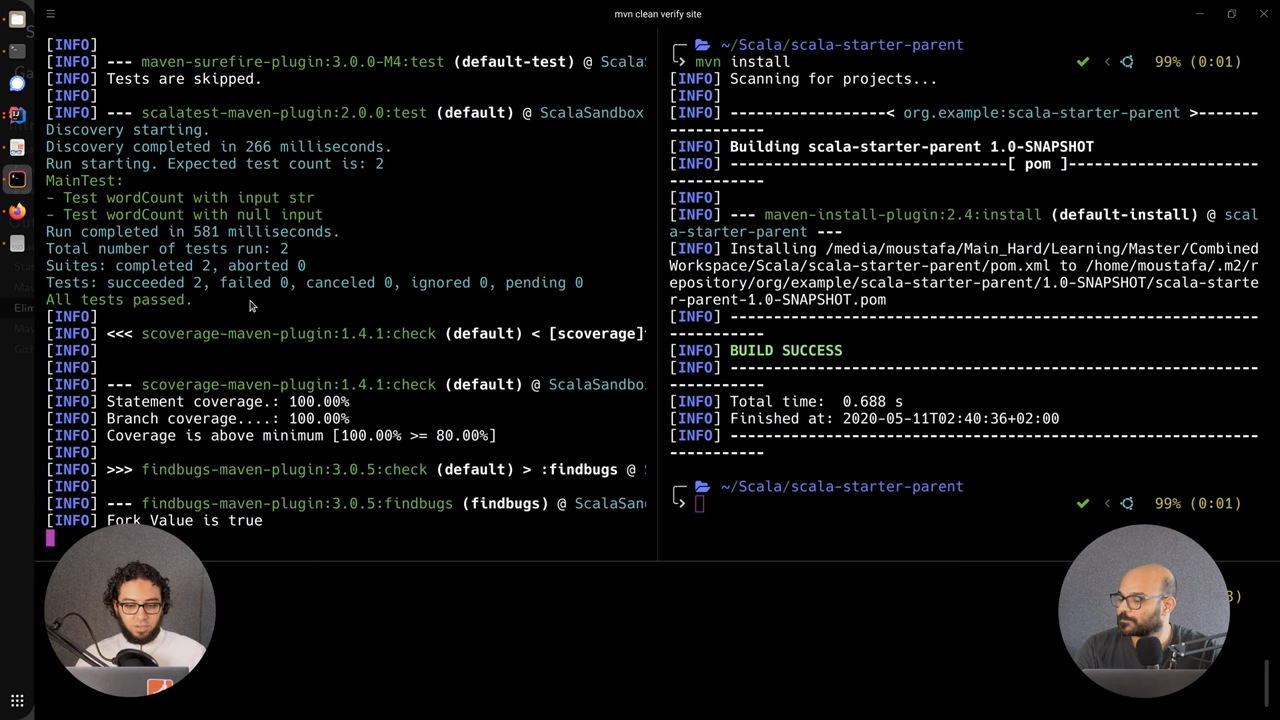 mvn clean verify site
[INFO]
[INFO] --- maven-surefire-plugin:3.0.0-M4:test (default-test) @ Scala
[INFO] Tests are skipped.
[INFO]
[INFO] --- scalatest-maven-plugin:2.0.0:test (default) @ ScalaSandbox
Discovery starting.
Discovery completed in 266 milliseconds.
Run starting. Expected test count is: 2
MainTest:
- Test wordCount with input str
- Test wordCount with null input
Run completed in 581 milliseconds.
Total number of tests run: 2
Suites: completed 2, aborted 0
Tests: succeeded 2, failed 0, canceled 0, ignored 0, pending 0
All tests passed.
[INFO]
[INFO] <<< scoverage-maven-plugin:1.4.1:check (default) < [scoverage]
[INFO]
[INFO]
[INFO] --- scoverage-maven-plugin:1.4.1:check (default) @ ScalaSandbo
[INFO] Statement coverage.: 100.00%
[INFO] Branch coverage....: 100.00%
[INFO] Coverage is above minimum [100.00% >= 80.00%]
[INFO]
[INFO] >>> findbugs-maven-plugin:3.0.5:check (default) > :findbugs @
[INFO]
[INFO] --- findbugs-maven-plugin:3.0.5:findbugs (findbugs) @ ScalaSan
[INFO] Fork Value is true
~/Scala/scala-starter-parent
mvn install ✔ < 99% (0:01)
[INFO] Scanning for projects...
[INFO]
[INFO] ------------------< org.example:scala-starter-parent >-------
-----------
[INFO] Building scala-starter-parent 1.0-SNAPSHOT
[INFO] --------------------------------[ pom ]-------------------------
-----------
[INFO]
[INFO] --- maven-install-plugin:2.4:install (default-install) @ scal
a-starter-parent ---
[INFO] Installing /media/moustafa/Main_Hard/Learning/Master/Combined
Workspace/Scala/scala-starter-parent/pom.xml to /home/moustafa/.m2/r
epository/org/example/scala-starter-parent/1.0-SNAPSHOT/scala-starte
r-parent-1.0-SNAPSHOT.pom
[INFO] -------------------------------------------------------------
-----------
[INFO] BUILD SUCCESS
[INFO] -------------------------------------------------------------
-----------
[INFO] Total time:  0.688 s
[INFO] Finished at: 2020-05-11T02:40:36+02:00
[INFO] -------------------------------------------------------------
-----------
~/Scala/scala-starter-parent
✔ < 99% (0:01)